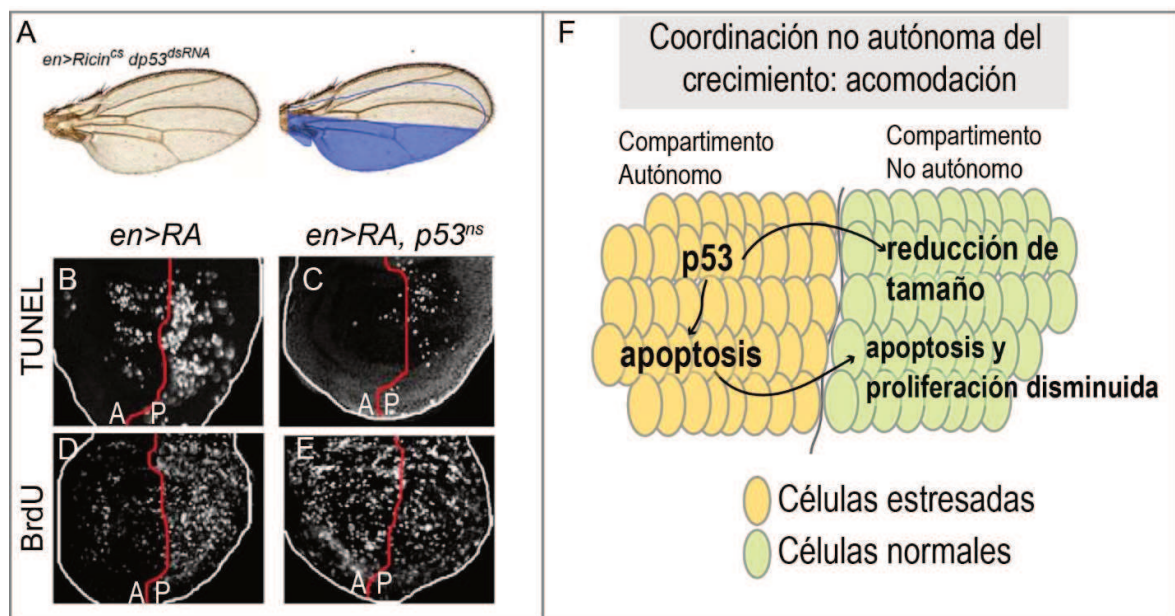 A
en>Ricin^cs dp53^dsRNA
en>RA
en>RA, p53^ns
TUNEL
B
A P
C
A P
BrdU
D
A P
E
A P
F
Coordinación no autónoma del
crecimiento: acomodación
Compartimento
Autónomo
Compartimento
No autónomo
p53
reducción de
tamaño
apoptosis
apoptosis y
proliferación disminuida
Células estresadas
Células normales